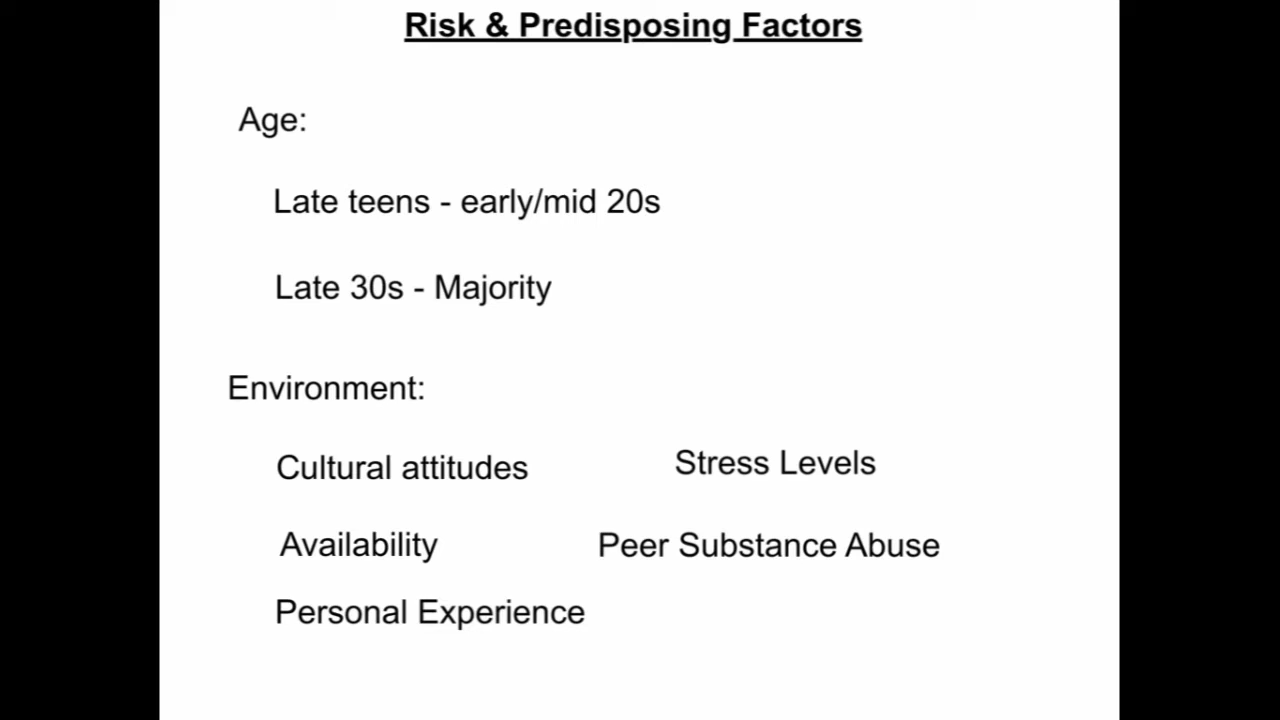 Risk & Predisposing Factors
Age:
Late teens - early/mid 20s
Late 30s - Majority
Environment:
Cultural attitudes
Stress Levels
Availability
Peer Substance Abuse
Personal Experience